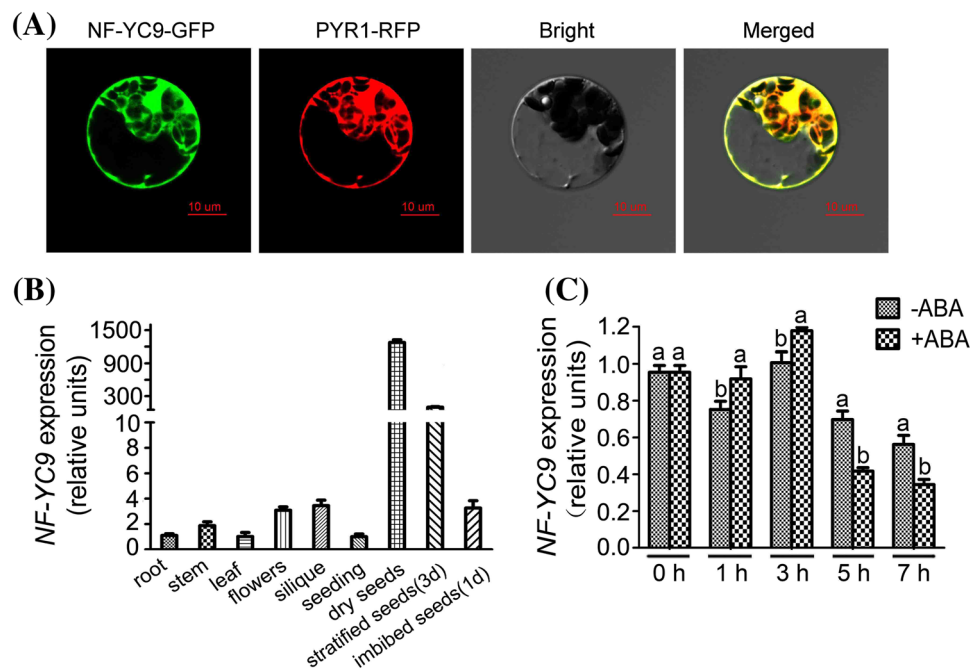 (A)
NF-YC9-GFP
PYR1-RFP
Bright
Merged
10 um
10 um
10 um
10 um
(B)
NF-YC9 expression
(relative units)
1500
900
300
10
8
6
4
2
0
root
stem
leaf
flowers
silique
seeding
dry seeds
stratified seeds(3d)
imbibed seeds(1d)
(C)
-ABA
+ABA
NF-YC9 expression
(relative units)
1.2
1.0
0.8
0.6
0.4
0.2
0.0
a a
b a
b a
a b
a b
0 h
1 h
3 h
5 h
7 h